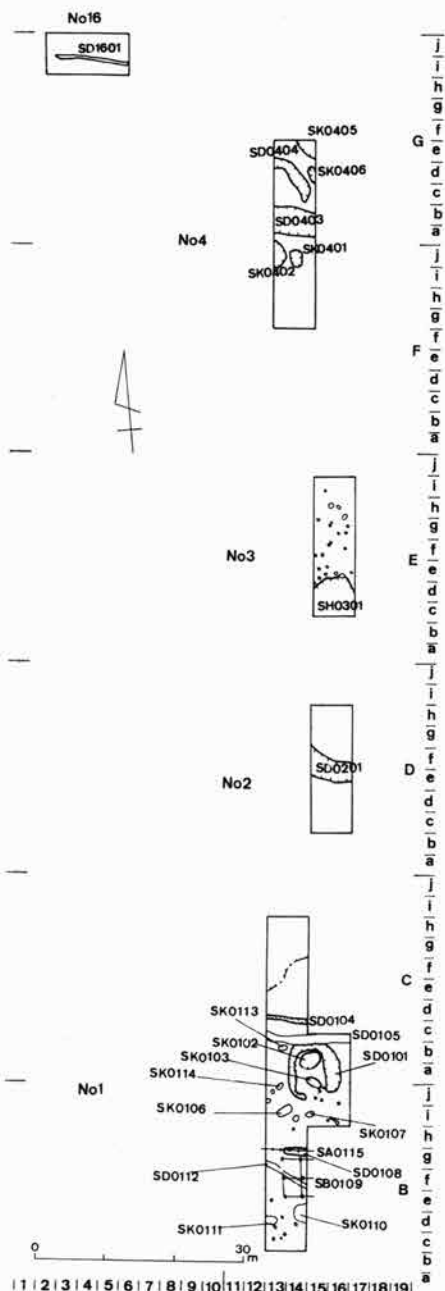 No16
SD1601
j
i
h
g
f
e
d
c
b
a
G
SK0405
SD0404
SK0406
SD0403
No4
SK0401
SK0402
j
i
h
g
f
e
d
c
b
a
F
j
i
h
g
f
e
d
c
b
a
E
No3
SH0301
j
i
h
g
f
e
d
c
b
a
D
SD0201
No2
j
i
h
g
f
e
d
c
b
a
C
SK0113
SD0104
SK0102
SD0105
SK0103
SD0101
SK0114
No1
SK0106
SK0107
j
i
h
g
f
e
d
c
b
a
B
SA0115
SD0108
SD0112
SB0109
SK0111
SK0110
0 30
m
|1|2|3|4|5|6|7|8|9|10|11|12|13|14|15|16|17|18|19|